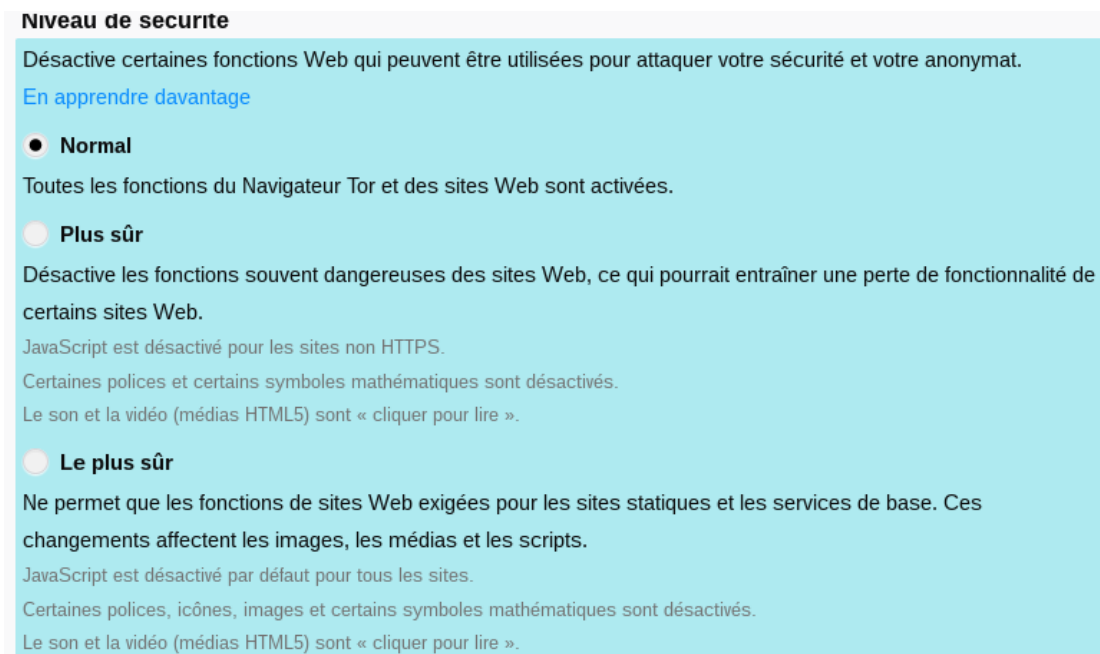 Niveau de sécurité
Désactive certaines fonctions Web qui peuvent être utilisées pour attaquer votre sécurité et votre anonymat.
En apprendre davantage
Normal
Toutes les fonctions du Navigateur Tor et des sites Web sont activées.
Plus sûr
Désactive les fonctions souvent dangereuses des sites Web, ce qui pourrait entraîner une perte de fonctionnalité de
certains sites Web.
JavaScript est désactivé pour les sites non HTTPS.
Certaines polices et certains symboles mathématiques sont désactivés.
Le son et la vidéo (médias HTML5) sont « cliquer pour lire ».
Le plus sûr
Ne permet que les fonctions de sites Web exigées pour les sites statiques et les services de base. Ces
changements affectent les images, les médias et les scripts.
JavaScript est désactivé par défaut pour tous les sites.
Certaines polices, icônes, images et certains symboles mathématiques sont désactivés.
Le son et la vidéo (médias HTML5) sont « cliquer pour lire ».